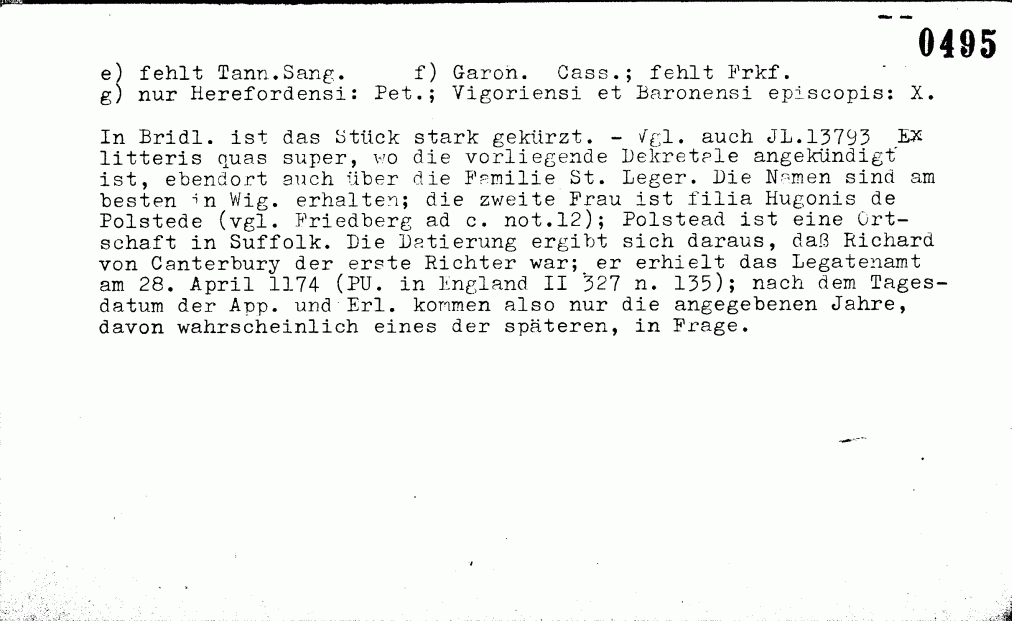 0495
e) fehlt Tann.Sang. f) Garon. Cass.; fehlt Frkf.
g) nur Herefordensi: Pet.; Vigoriensi et Baronensi episcopis: X.
In Bridl. ist das Stück stark gekürzt. - Vgl. auch JL.13793 Ex
litteris quas super, wo die vorliegende Dekretale angekündigt
ist, ebendort auch über die Familie St. Leger. Die Namen sind am
besten in Wig. erhalten; die zweite Frau ist filia Hugonis de
Polstede (vgl. Friedberg ad c. not.12); Polstead ist eine Ort-
schaft in Suffolk. Die Datierung ergibt sich daraus, daß Richard
von Canterbury der erste Richter war; er erhielt das Legatenamt
am 28. April 1174 (PU. in England II 327 n. 135); nach dem Tages-
datum der App. und Erl. kommen also nur die angegebenen Jahre,
davon wahrscheinlich eines der späteren, in Frage.